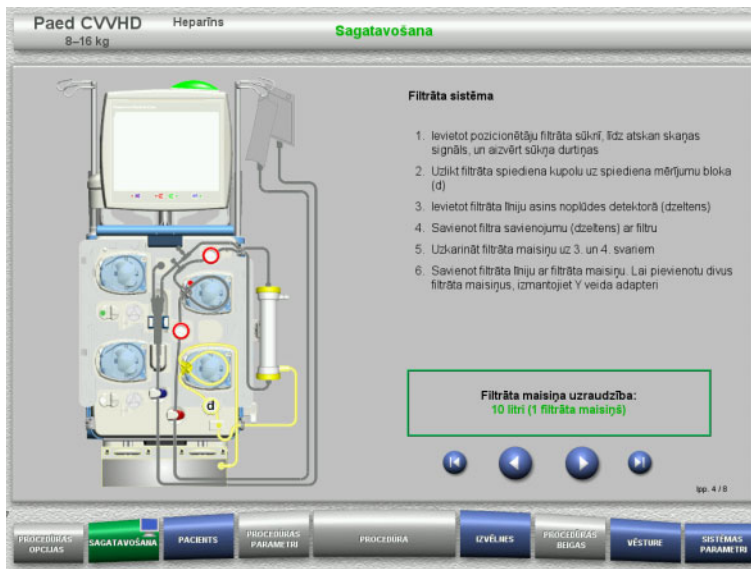 Paed CVVHD
Heparīns
8–16 kg
Sagatavošana
Filtrāta sistēma
1. Ievietot pozicionētāju filtrāta sūknī, līdz atskan skaņas
signāls, un aizvērt sūkņa durtiņas
2. Uzlikt filtrāta spiediena kupolu uz spiediena mērījumu bloka
(d)
3. Ievietot filtrāta līniju asins noplūdes detektorā (dzeltens)
4. Savienot filtra savienojumu (dzeltens) ar filtru
5. Uzkarināt filtrāta maisiņu uz 3. un 4. svariem
6. Savienot filtrāta līniju ar filtrāta maisiņu. Lai pievienotu divus
filtrāta maisiņus, izmantojiet Y veida adapteri
d
Filtrāta maisiņa uzraudzība:
10 litri (1 filtrāta maisiņš)
lpp. 4 / 8
PROCEDŪRAS
OPCIJAS
SAGATAVOŠANA
PACIENTS
PROCEDŪRAS
PARAMETRI
PROCEDŪRA
IZVĒLNES
PROCEDŪRAS
BEIGAS
VĒSTURE
SISTĒMAS
PARAMETRI